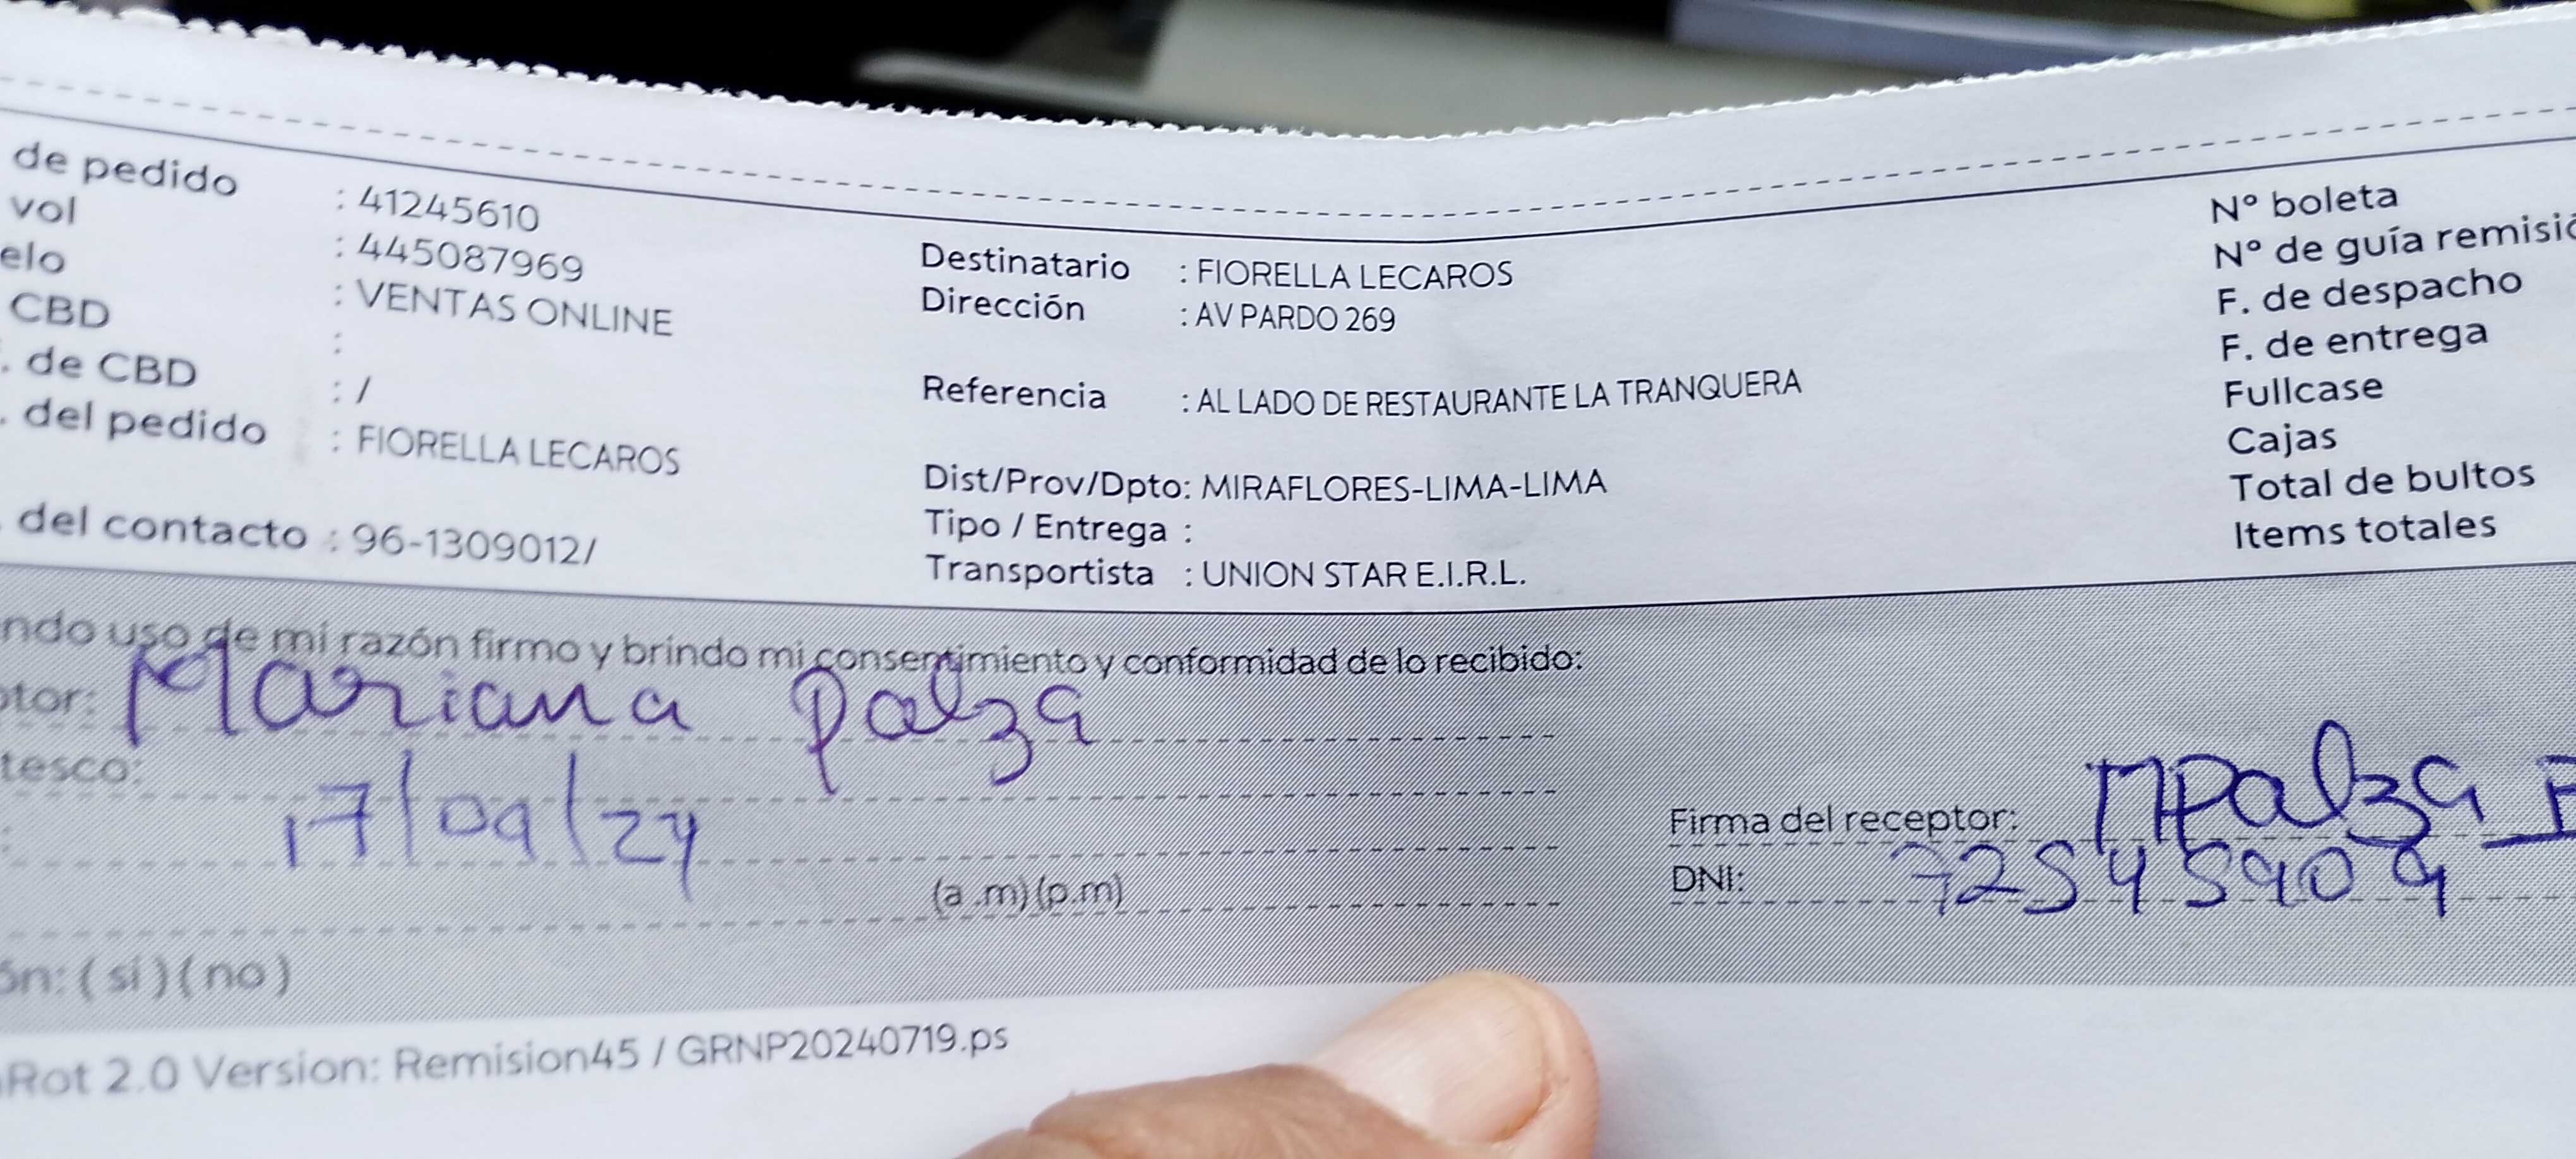 de pedido : 41245610
vol : 445087969
elo : VENTAS ONLINE
CBD :
. de CBD : /
. del pedido : FIORELLA LECAROS
. del contacto : 96-1309012/
Destinatario : FIORELLA LECAROS
Dirección : AV PARDO 269
Referencia : AL LADO DE RESTAURANTE LA TRANQUERA
Dist/Prov/Dpto: MIRAFLORES-LIMA-LIMA
Tipo / Entrega :
Transportista : UNION STAR E.I.R.L.
N° boleta
N° de guía remisió
F. de despacho
F. de entrega
Fullcase
Cajas
Total de bultos
Items totales
ndo uso de mi razón firmo y brindo mi consentimiento y conformidad de lo recibido:
ptor: Mariana Palza
tesco:
: 17/09/24
(a .m)(p.m)
ón: ( sí ) ( no )
Firma del receptor: MPalza
DNI: 72545909
Rot 2.0 Version: Remision45 / GRNP20240719.ps